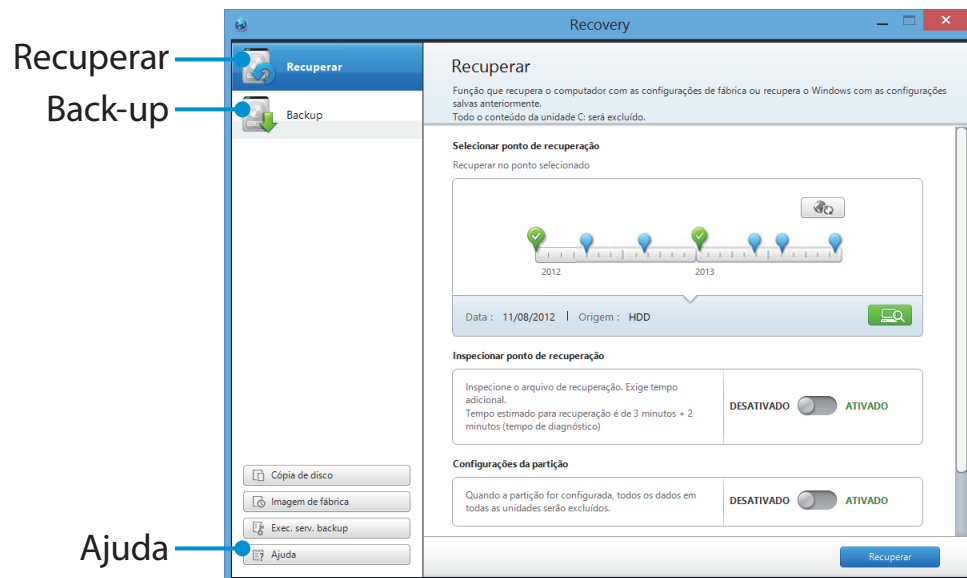 Recovery
Recuperar
Back-up
Ajuda
Recuperar
Backup
Cópia de disco
Imagem de fábrica
Exec. serv. backup
Ajuda
Recuperar
Função que recupera o computador com as configurações de fábrica ou recupera o Windows com as configurações
salvas anteriormente.
Todo o conteúdo da unidade C: será excluído.
Selecionar ponto de recuperação
Recuperar no ponto selecionado
2012 2013
Data : 11/08/2012 | Origem : HDD
Inspecionar ponto de recuperação
Inspecione o arquivo de recuperação. Exige tempo
adicional.
Tempo estimado para recuperação é de 3 minutos + 2
minutos (tempo de diagnóstico)
DESATIVADO ATIVADO
Configurações da partição
Quando a partição for configurada, todos os dados em
todas as unidades serão excluídos.
DESATIVADO ATIVADO
Recuperar